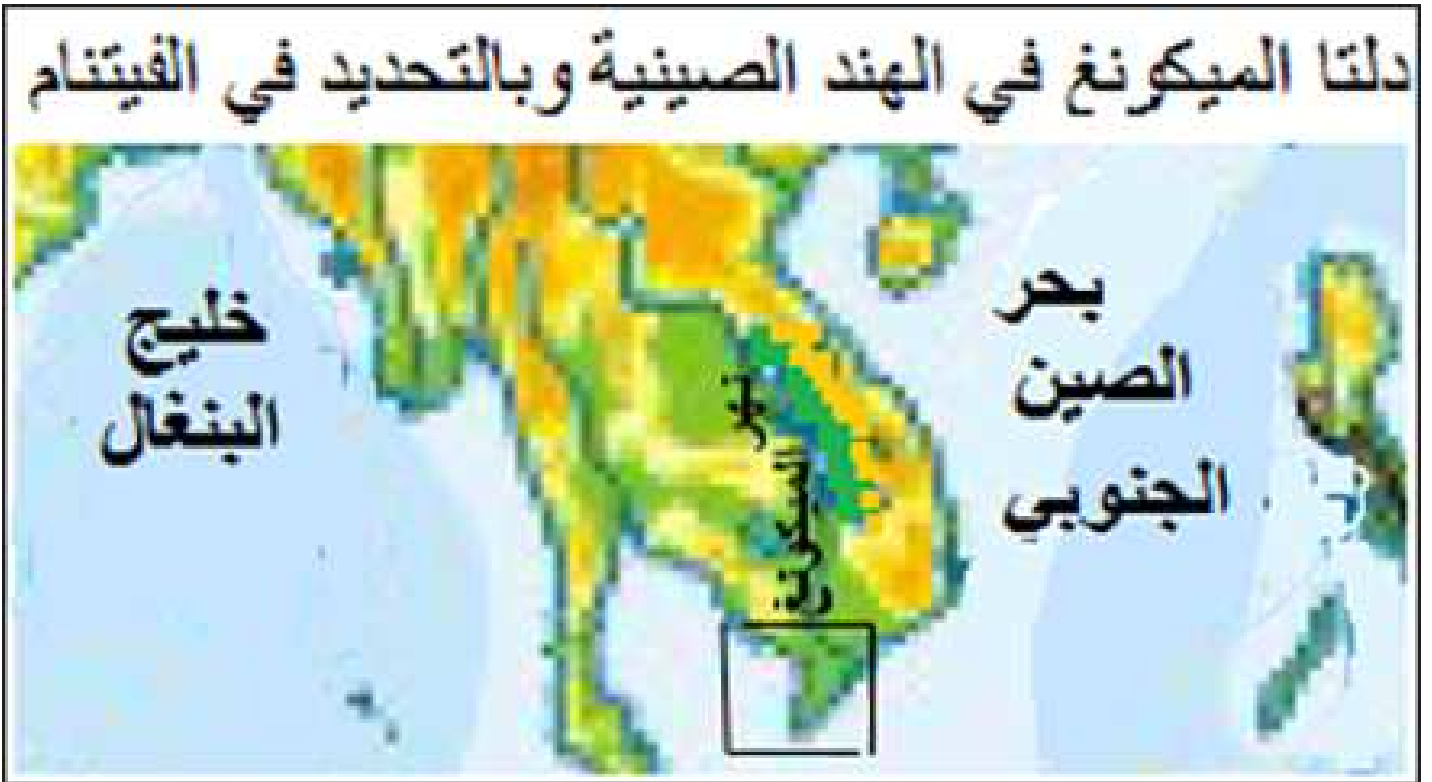 دلتا الميكونغ في الهند الصينية وبالتحديد في الفيتنام
بحر
الصين
الجنوبي
خليج
البنغال
نهر الميكونغ